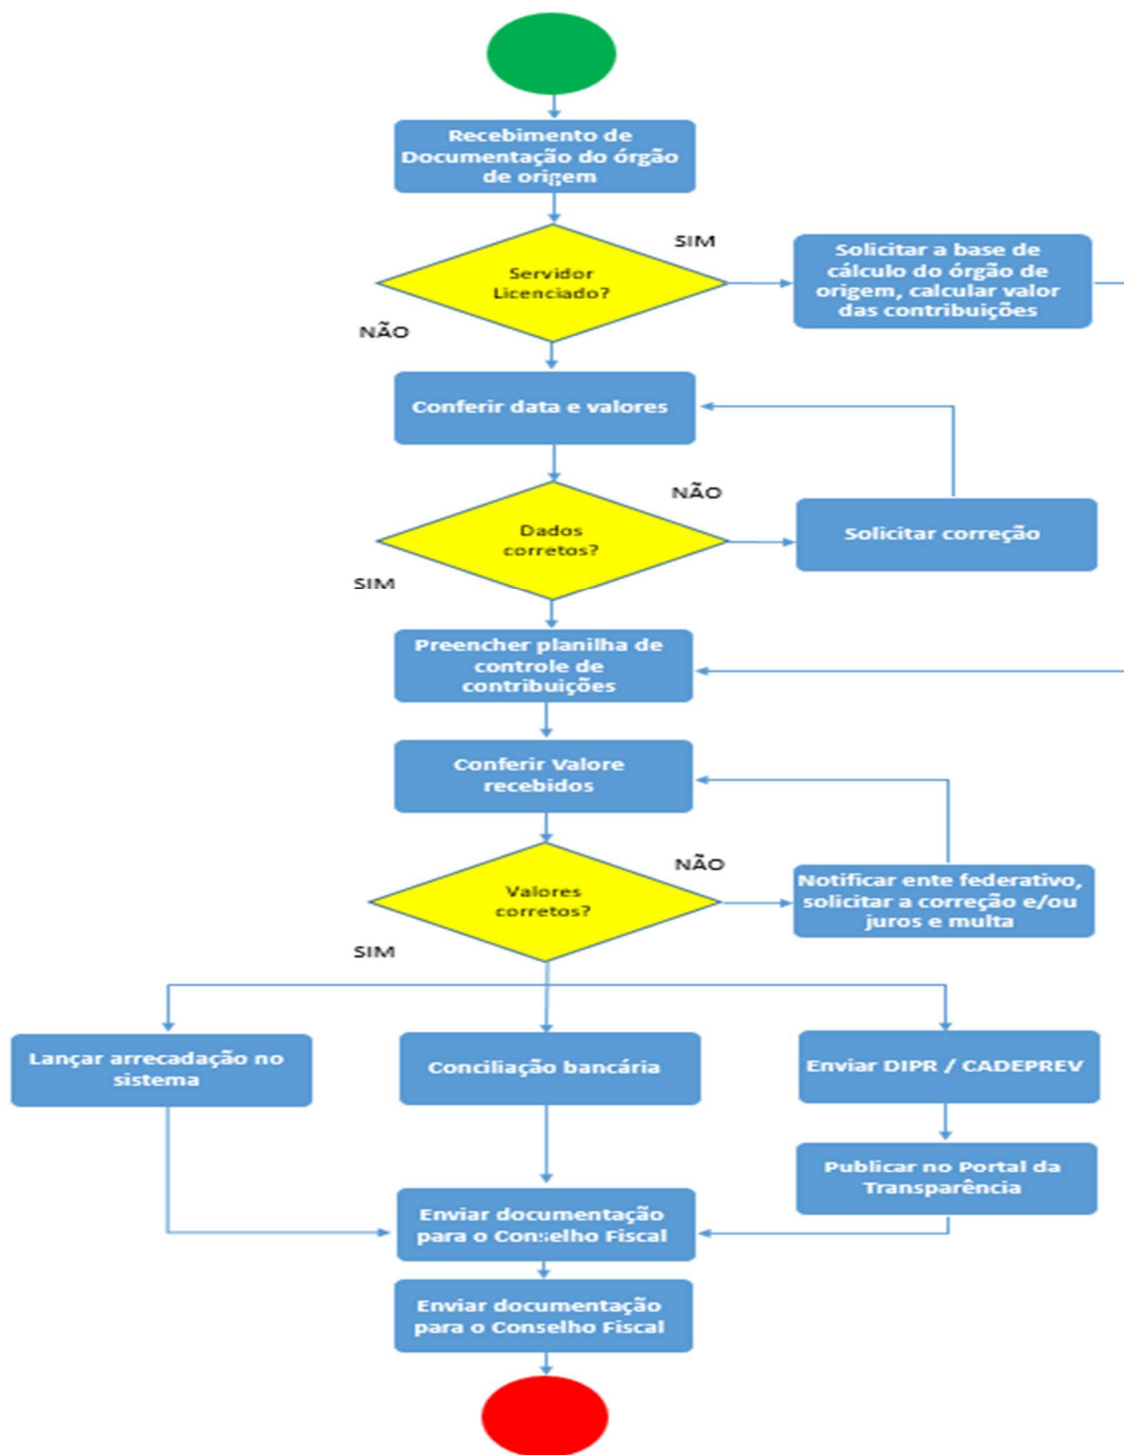 Recebimento de
Documentação do órgão
de origem
SIM
Servidor
Licenciado?
Solicitar a base de
cálculo do órgão de
origem, calcular valor
das contribuições
NÃO
Conferir data e valores
NÃO
Dados
corretos?
Solicitar correção
SIM
Preencher planilha de
controle de
contribuições
Conferir Valore
recebidos
NÃO
Valores
corretos?
Notificar ente federativo,
solicitar a correção e/ou
juros e multa
SIM
Lançar arrecadação no
sistema
Conciliação bancária
Enviar DIPR / CADEPREV
Publicar no Portal da
Transparência
Enviar documentação
para o Conselho Fiscal
Enviar documentação
para o Conselho Fiscal